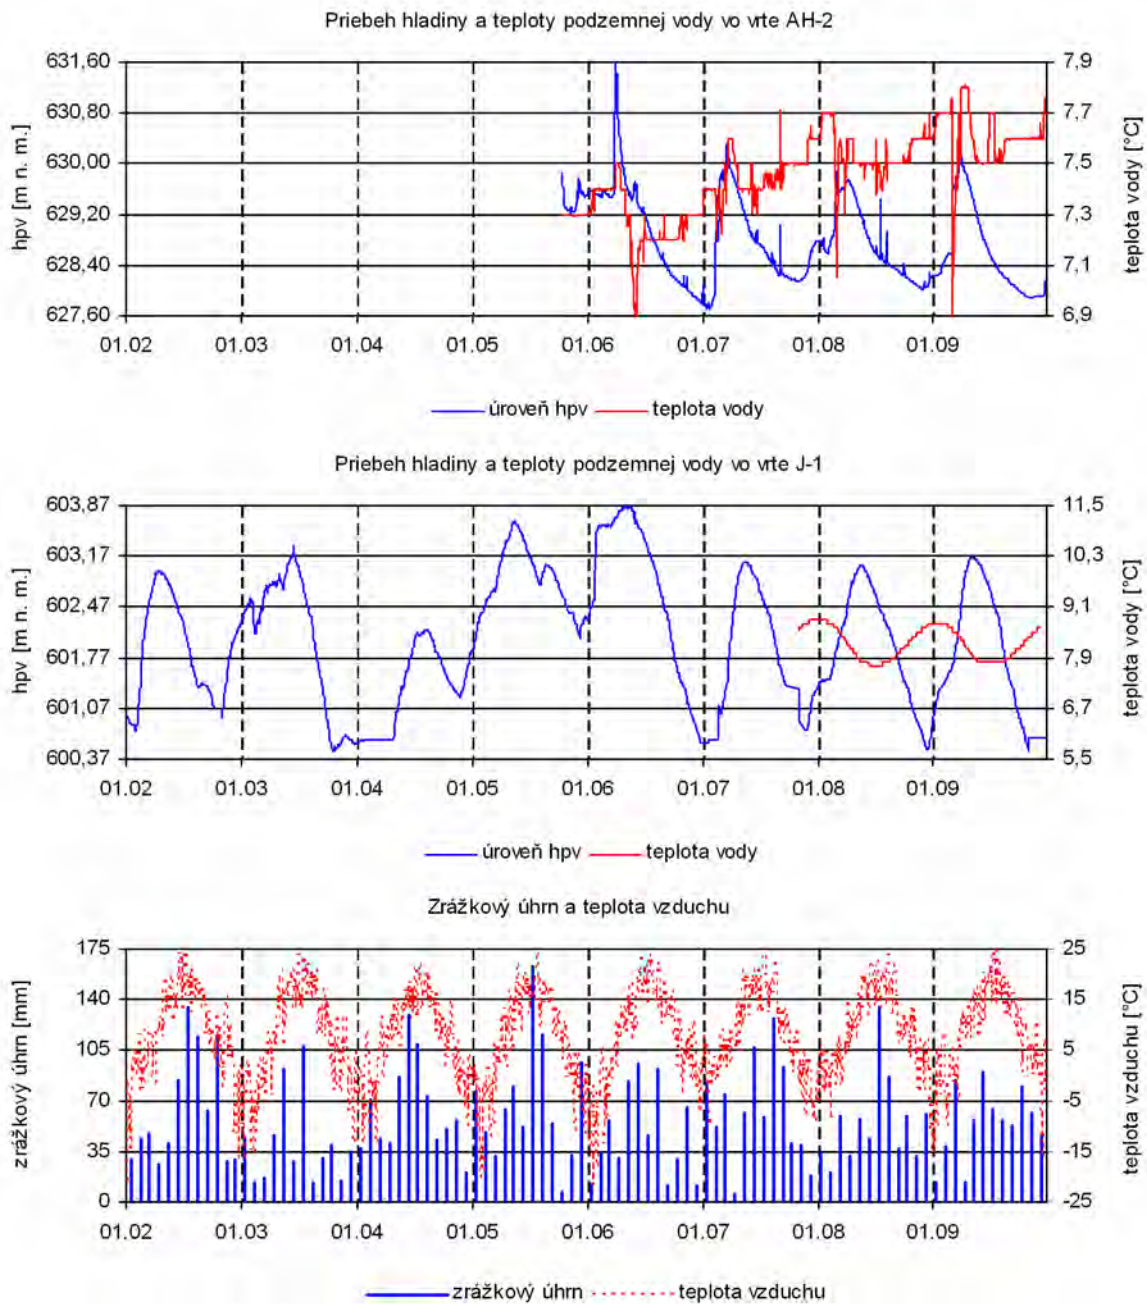 Priebeh hladiny a teploty podzemnej vody vo vrte AH-2
hpv [m n. m.]
631,60
630,80
630,00
629,20
628,40
627,60
7,9
7,7
7,5
7,3
7,1
6,9
teplota vody [°C]
01.02 01.03 01.04 01.05 01.06 01.07 01.08 01.09
úroveň hpv teplota vody
Priebeh hladiny a teploty podzemnej vody vo vrte J-1
hpv [m n. m.]
603,87
603,17
602,47
601,77
601,07
600,37
11,5
10,3
9,1
7,9
6,7
5,5
teplota vody [°C]
01.02 01.03 01.04 01.05 01.06 01.07 01.08 01.09
úroveň hpv teplota vody
Zrážkový úhrn a teplota vzduchu
zrážkový úhrn [mm]
175
140
105
70
35
0
25
15
5
-5
-15
-25
teplota vzduchu [°C]
01.02 01.03 01.04 01.05 01.06 01.07 01.08 01.09
zrážkový úhrn teplota vzduchu